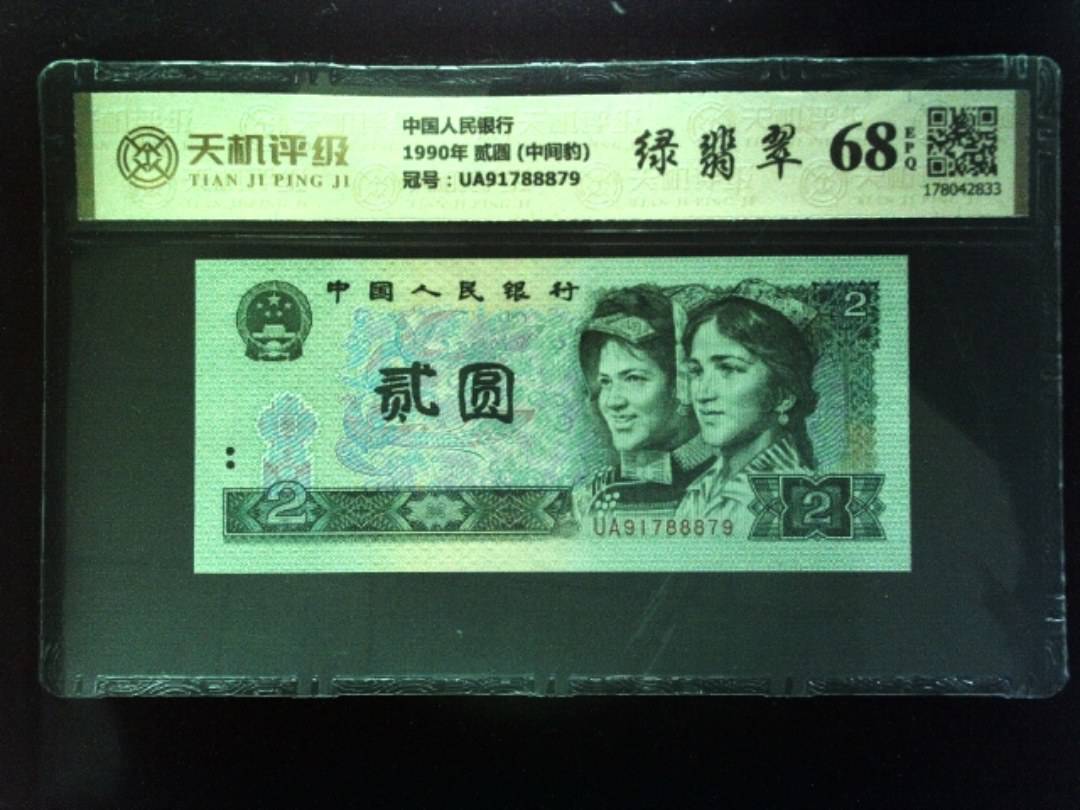 天机评级
TIAN JI PING JI
中国人民银行
1990年 贰圆 (中间豹)
冠号：UA91788879
绿翡翠
68
EPQ
178042833
中国人民银行
2
贰圆
2
UA91788879
2